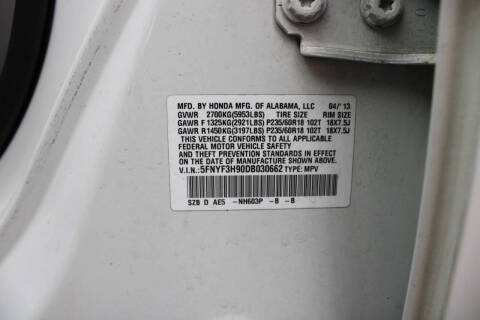 MFD. BY HONDA MFG. OF ALABAMA, LLC 04/'13
GVWR 2700KG(5953LBS) TIRE SIZE RIM SIZE
GAWR F 1325KG(2921LBS) P235/60R18 102T 18X7.5J
GAWR R 1450KG(3197LBS) P235/60R18 102T 18X7.5J
THIS VEHICLE CONFORMS TO ALL APPLICABLE
FEDERAL MOTOR VEHICLE SAFETY
AND THEFT PREVENTION STANDARDS IN EFFECT
ON THE DATE OF MANUFACTURE SHOWN ABOVE.
V.I.N.: 5FNYF3H90DB030662 TYPE: MPV
SZB D AE5 -NH603P -B -B